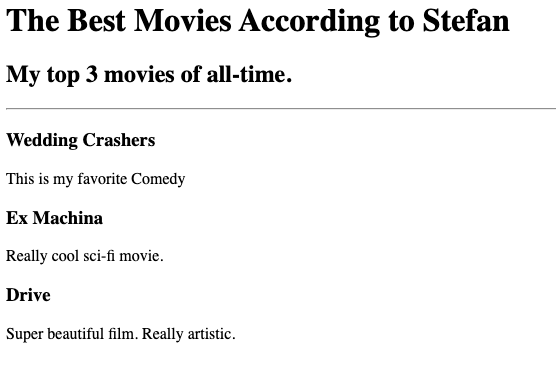 The Best Movies According to Stefan
My top 3 movies of all-time.
Wedding Crashers
This is my favorite Comedy
Ex Machina
Really cool sci-fi movie.
Drive
Super beautiful film. Really artistic.